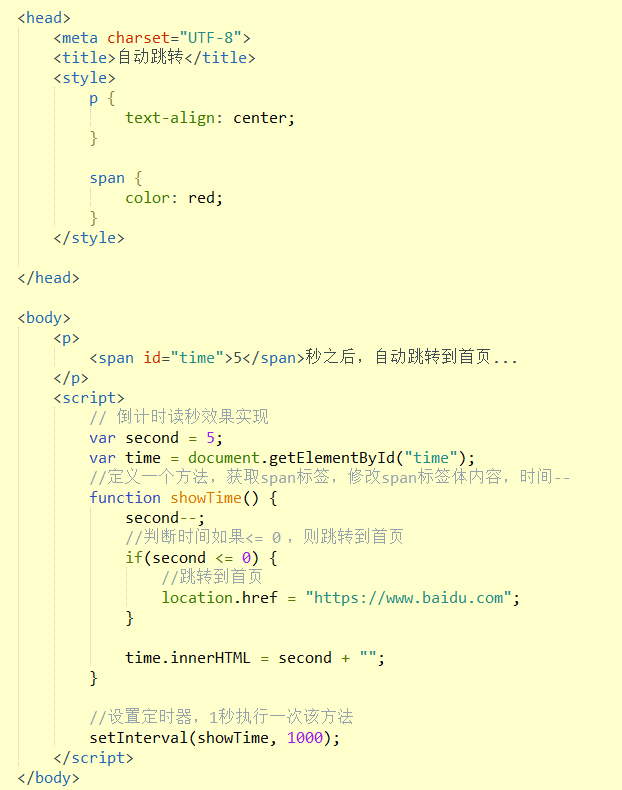 <head>
    <meta charset="UTF-8">
    <title>自动跳转</title>
    <style>
        p {
            text-align: center;
        }

        span {
            color: red;
        }
    </style>

</head>

<body>
    <p>
        <span id="time">5</span>秒之后，自动跳转到首页...
    </p>
    <script>
        // 倒计时读秒效果实现
        var second = 5;
        var time = document.getElementById("time");
        //定义一个方法，获取span标签，修改span标签体内容，时间--
        function showTime() {
            second--;
            //判断时间如果<= 0 ，则跳转到首页
            if(second <= 0) {
                //跳转到首页
                location.href = "https://www.baidu.com";
            }

            time.innerHTML = second + "";
        }

        //设置定时器，1秒执行一次该方法
        setInterval(showTime, 1000);
    </script>
</body>